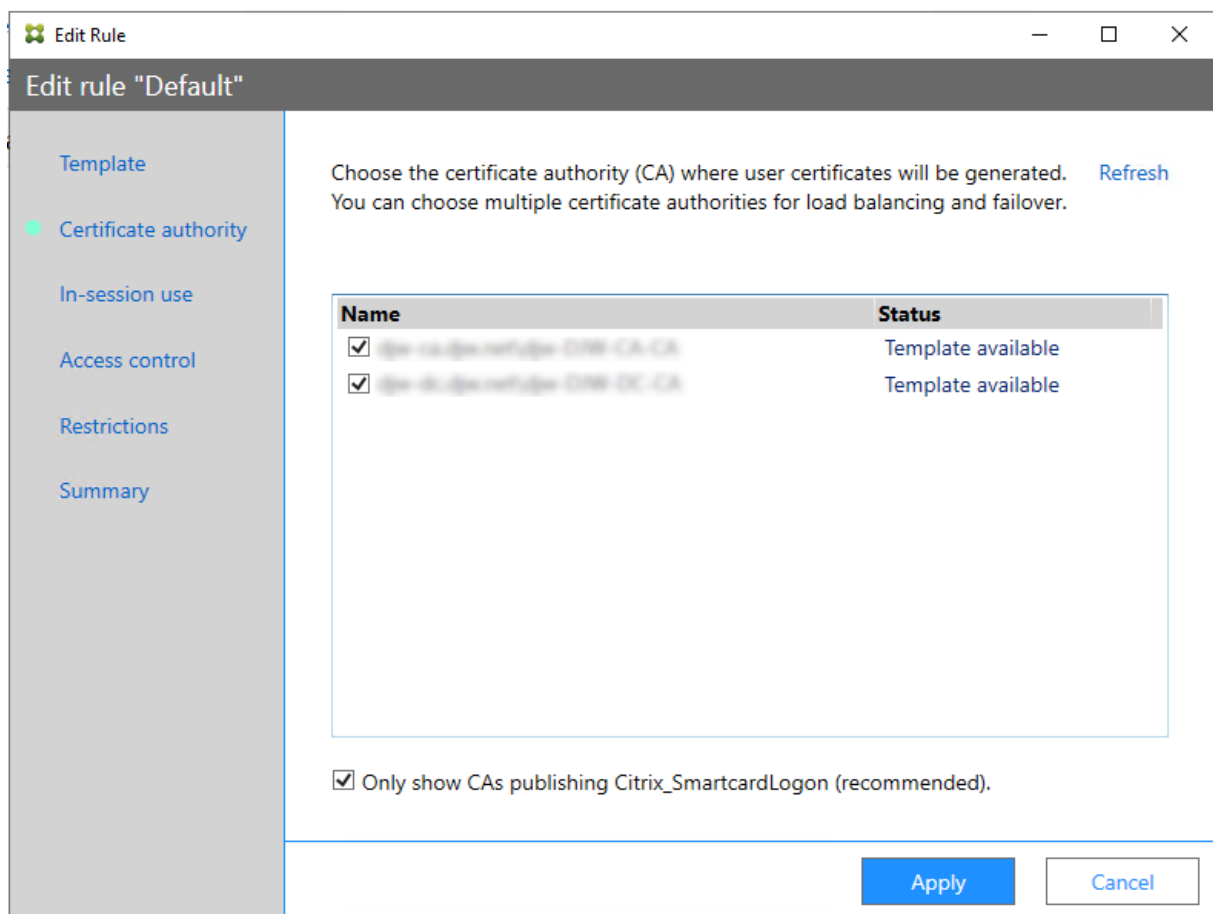 Edit Rule
Edit rule "Default"
Template
Certificate authority
In-session use
Access control
Restrictions
Summary
Choose the certificate authority (CA) where user certificates will be generated.
You can choose multiple certificate authorities for load balancing and failover.
Refresh
Name Status
Template available
Template available
Only show CAs publishing Citrix_SmartcardLogon (recommended).
Apply Cancel